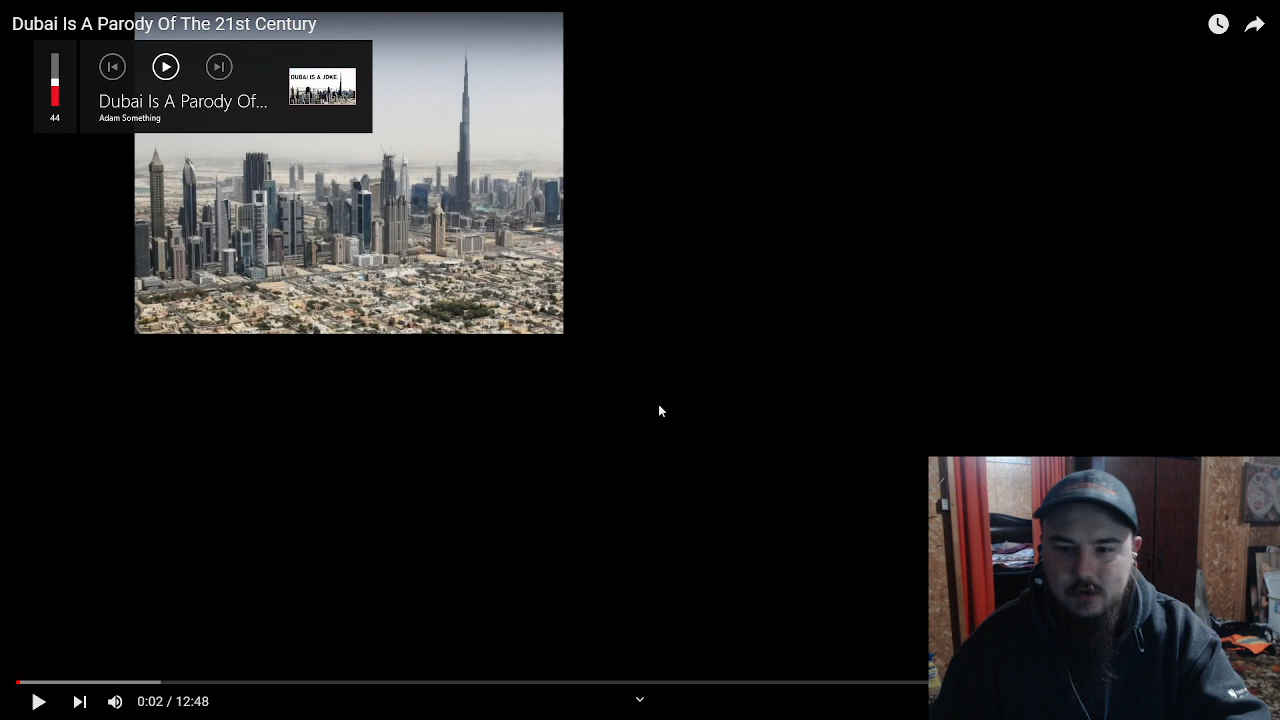 Dubai Is A Parody Of The 21st Century
Dubai Is A Parody Of...
Adam Something
DUBAI IS A JOKE.
44
0:02 / 12:48